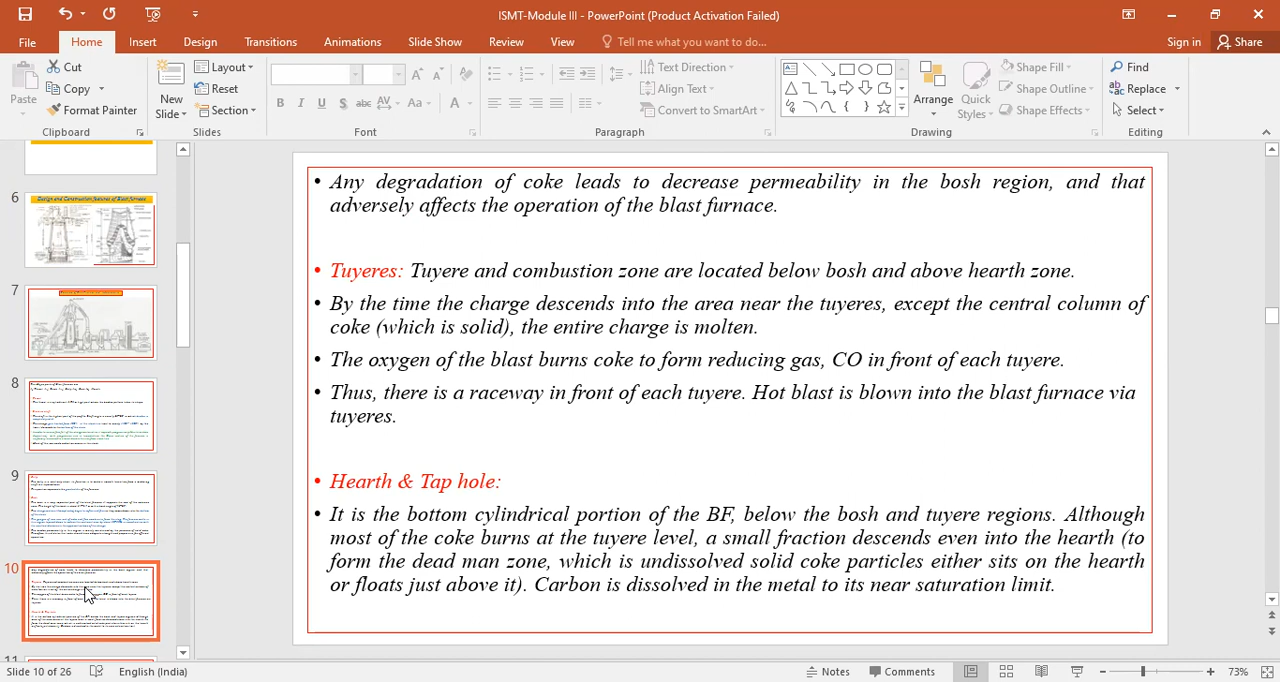 ISMT-Module III - PowerPoint (Product Activation Failed)
File Home Insert Design Transitions Animations Slide Show Review View Tell me what you want to do... Sign in Share
Paste
Cut
Copy
Format Painter
Clipboard
New Slide
Layout
Reset
Section
Slides
B I U S abc AV Aa A
Font
Text Direction
Align Text
Convert to SmartArt
Paragraph
Arrange
Quick Styles
Shape Fill
Shape Outline
Shape Effects
Drawing
Find
Replace
Select
Editing
6
Design and Construction features of Blast Furnace
7
8
9
10
11
• Any degradation of coke leads to decrease permeability in the bosh region, and that
adversely affects the operation of the blast furnace.
• Tuyeres: Tuyere and combustion zone are located below bosh and above hearth zone.
• By the time the charge descends into the area near the tuyeres, except the central column of
coke (which is solid), the entire charge is molten.
• The oxygen of the blast burns coke to form reducing gas, CO in front of each tuyere.
• Thus, there is a raceway in front of each tuyere. Hot blast is blown into the blast furnace via
tuyeres.
• Hearth & Tap hole:
• It is the bottom cylindrical portion of the BF, below the bosh and tuyere regions. Although
most of the coke burns at the tuyere level, a small fraction descends even into the hearth (to
form the dead man zone, which is undissolved solid coke particles either sits on the hearth
or floats just above it). Carbon is dissolved in the metal to its near saturation limit.
Slide 10 of 26 English (India) Notes Comments 73%